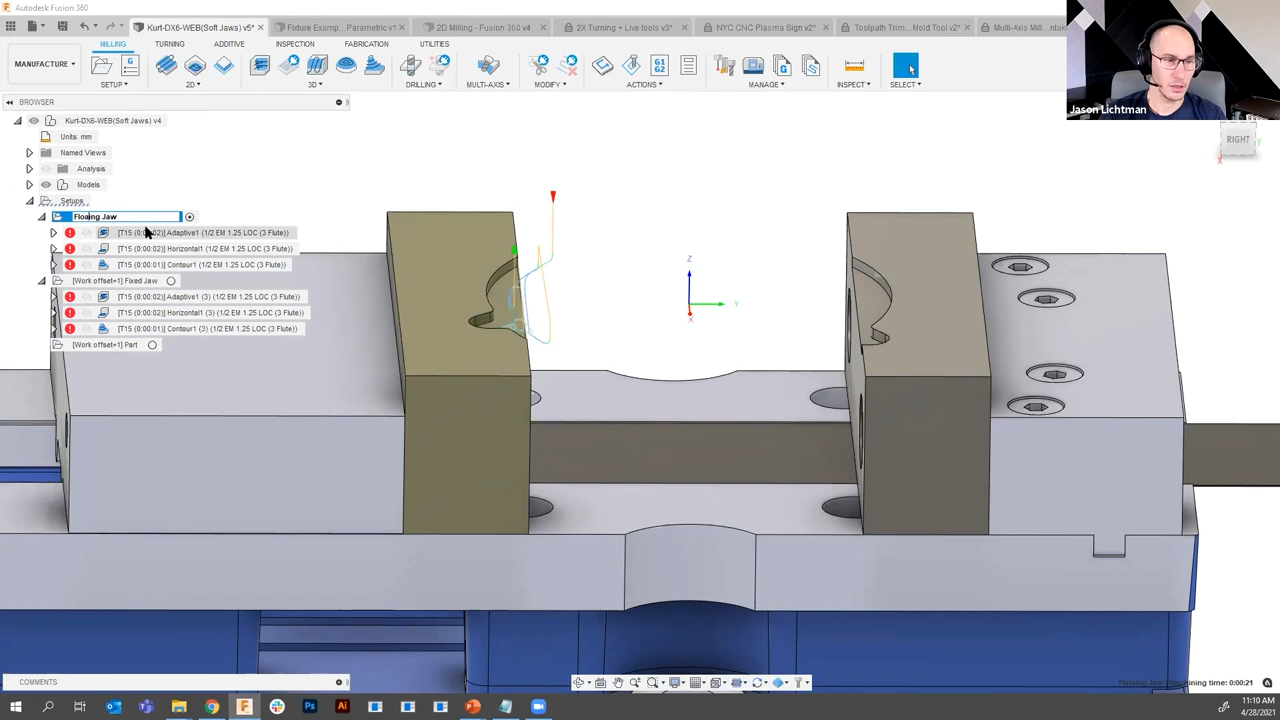 Autodesk Fusion 360
Kurt-DX6-WEB(Soft Jaws) v5*
Fixture Examp... Parametric v1
2D Milling - Fusion 360 v4
2X Turning + Live tools v3*
NYC CNC Plasma Sign v2*
Toolpath Trim... Mold Tool v2*
MANUFACTURE
MILLING
TURNING
ADDITIVE
INSPECTION
FABRICATION
UTILITIES
SETUP
2D
3D
DRILLING
MULTI-AXIS
MODIFY
ACTIONS
MANAGE
INSPECT
SELECT
G1
G2
Jason Lichtman
RIGHT
BROWSER
Kurt-DX6-WEB(Soft Jaws) v4
Units: mm
Named Views
Analysis
Models
Setups
Floaing Jaw
[T15 (0:00:02)] Adaptive1 (1/2 EM 1.25 LOC (3 Flute))
[T15 (0:00:02)] Horizontal1 (1/2 EM 1.25 LOC (3 Flute))
[T15 (0:00:01)] Contour1 (1/2 EM 1.25 LOC (3 Flute))
[Work offset=1] Fixed Jaw
[T15 (0:00:02)] Adaptive1 (3) (1/2 EM 1.25 LOC (3 Flute))
[T15 (0:00:02)] Horizontal1 (3) (1/2 EM 1.25 LOC (3 Flute))
[T15 (0:00:01)] Contour1 (3) (1/2 EM 1.25 LOC (3 Flute))
[Work offset=1] Part
Z
Y
X
COMMENTS
11:10 AM
4/28/2021